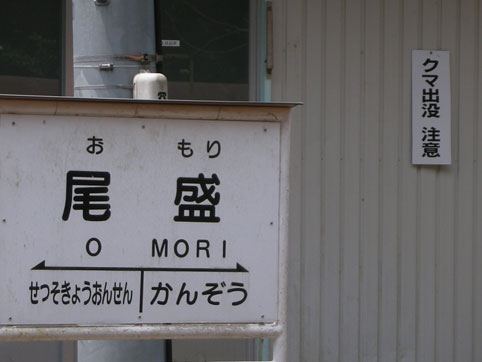 お もり
尾 盛
O MORI
せつそきょうおんせん かんぞう
クマ出没 注意